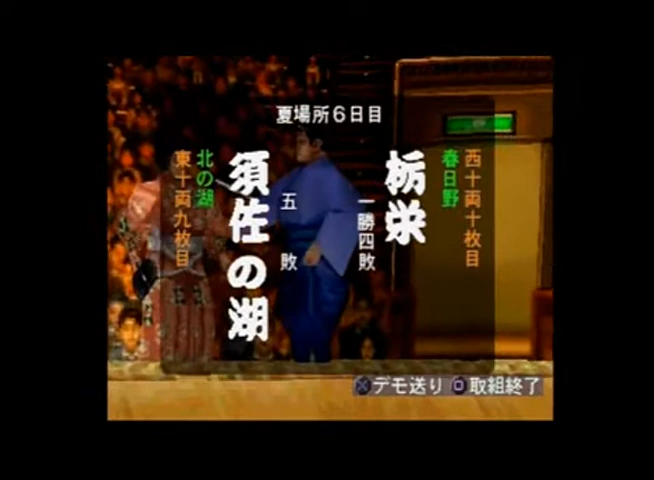 夏場所6日目
西十両十枚目
春日野
栃栄
一勝四敗
五敗
須佐の湖
北の湖
東十両九枚目
デモ送り 取組終了